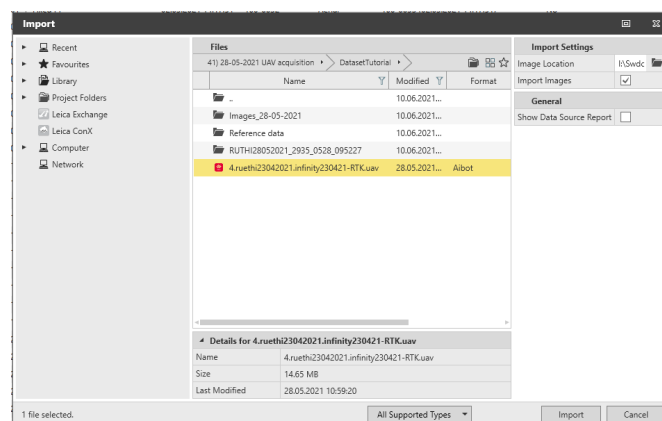 Import
Recent
Favourites
Library
Project Folders
Leica Exchange
Leica ConX
Computer
Network
Files
41) 28-05-2021 UAV acquisition DatasetTutorial
Name Modified Format
.. 10.06.2021...
Images_28-05-2021 10.06.2021...
Reference data 10.06.2021...
RUTHI28052021_2935_0528_095227 10.06.2021...
4.ruethi23042021.infinity230421-RTK.uav 28.05.2021... Aibot
Details for 4.ruethi23042021.infinity230421-RTK.uav
Name 4.ruethi23042021.infinity230421-RTK.uav
Size 14.65 MB
Last Modified 28.05.2021 10:59:20
Import Settings
Image Location I:\Swdc
Import Images
General
Show Data Source Report
1 file selected.
All Supported Types
Import
Cancel